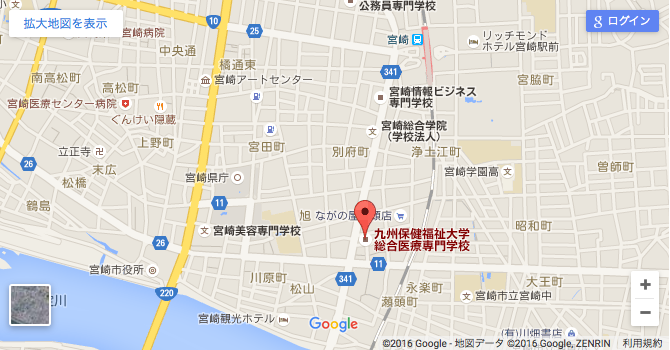 公務員専門学校
拡大地図を表示
ログイン
宮崎病院
10
25
宮崎
リッチモンド
ホテル宮崎駅前
中央通
橘通東
341
南高松町
高松町
宮崎アートセンター
宮脇町
宮崎情報ビジネス
専門学校
宮崎医療センター病院
ぐんけい隠蔵
宮崎総合学院
(学校法人)
上野町
立正寺
宮田町
別府町
浄土江町
26
末広
松橋
宮崎県庁
宮崎学園高
曽師町
鶴島
11
旭
ながの屋
頭店
26
宮崎美容専門学校
昭和町
九州保健福祉大学
総合医療専門学校
宮崎市役所
川原町
11
341
大王町
220
松山
永楽町
瀬頭町
宮崎市立宮崎中
淀川
宮崎観光ホテル
Google
(有)川畑書店
+
−
©2016 Google - 地図データ ©2016 Google, ZENRIN
利用規約